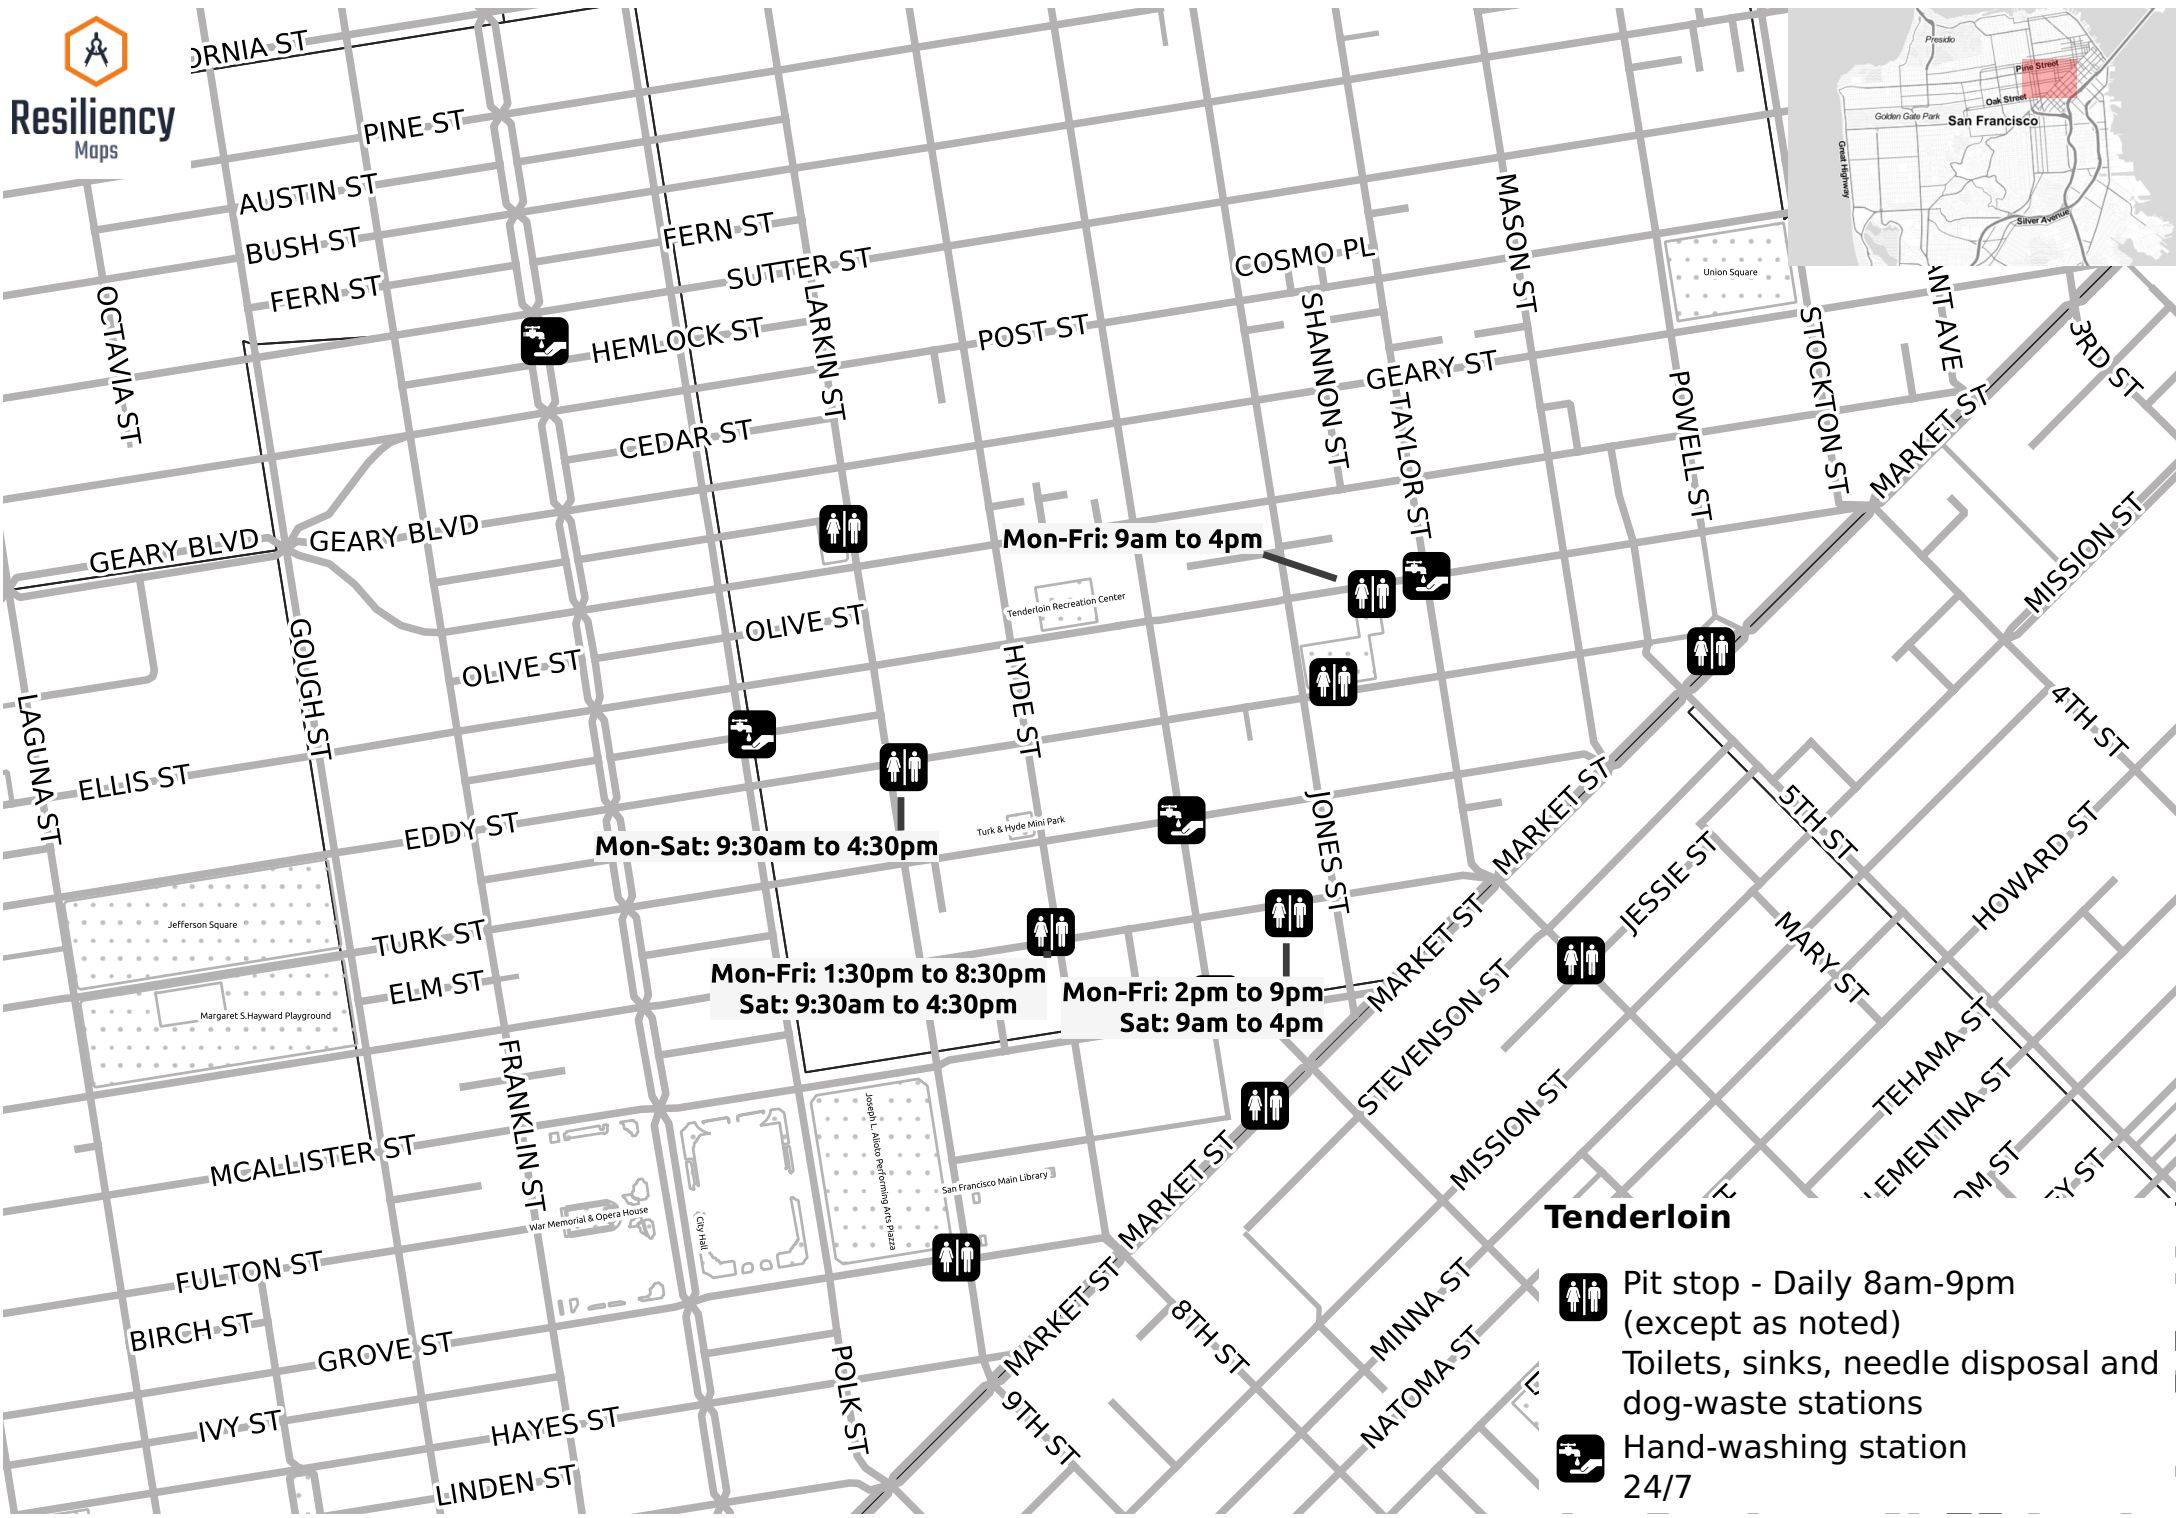 Resiliency
Maps
ORNIA ST
PINE ST
AUSTIN ST
BUSH ST
FERN ST
FERN ST
SUTTER ST
HEMLOCK ST
LARKIN ST
OCTAVIA ST
CEDAR ST
POST ST
COSMO PL
SHANNON ST
MASON ST
GEARY ST
TAYLOR ST
POWELL ST
Union Square
STOCKTON ST
ANT AVE
3RD ST
MARKET ST
MISSION ST
Presidio
Pine Street
Oak Street
Golden Gate Park
San Francisco
Great Highway
Silver Avenue
GEARY BLVD
GEARY BLVD
Mon-Fri: 9am to 4pm
Tenderloin Recreation Center
OLIVE ST
OLIVE ST
GOUGH ST
HYDE ST
LAGUNA ST
ELLIS ST
EDDY ST
Mon-Sat: 9:30am to 4:30pm
Turk & Hyde Mini Park
JONES ST
MARKET ST
4TH ST
5TH ST
HOWARD ST
JESSIE ST
MARY ST
Jefferson Square
TURK ST
ELM ST
Margaret S.Hayward Playground
Mon-Fri: 1:30pm to 8:30pm
Sat: 9:30am to 4:30pm
Mon-Fri: 2pm to 9pm
Sat: 9am to 4pm
MARKET ST
STEVENSON ST
MISSION ST
TEHAMA ST
LEMENTINA ST
OM ST
EY ST
FRANKLIN ST
MCALLISTER ST
Joseph L. Alioto Performing Arts Piazza
San Francisco Main Library
War Memorial & Opera House
City Hall
MARKET ST
FULTON ST
BIRCH ST
GROVE ST
IVY ST
HAYES ST
LINDEN ST
POLK ST
MARKET ST
8TH ST
9TH ST
MINNA ST
NATOMA ST
Tenderloin
Pit stop - Daily 8am-9pm
(except as noted)
Toilets, sinks, needle disposal and
dog-waste stations
Hand-washing station
24/7